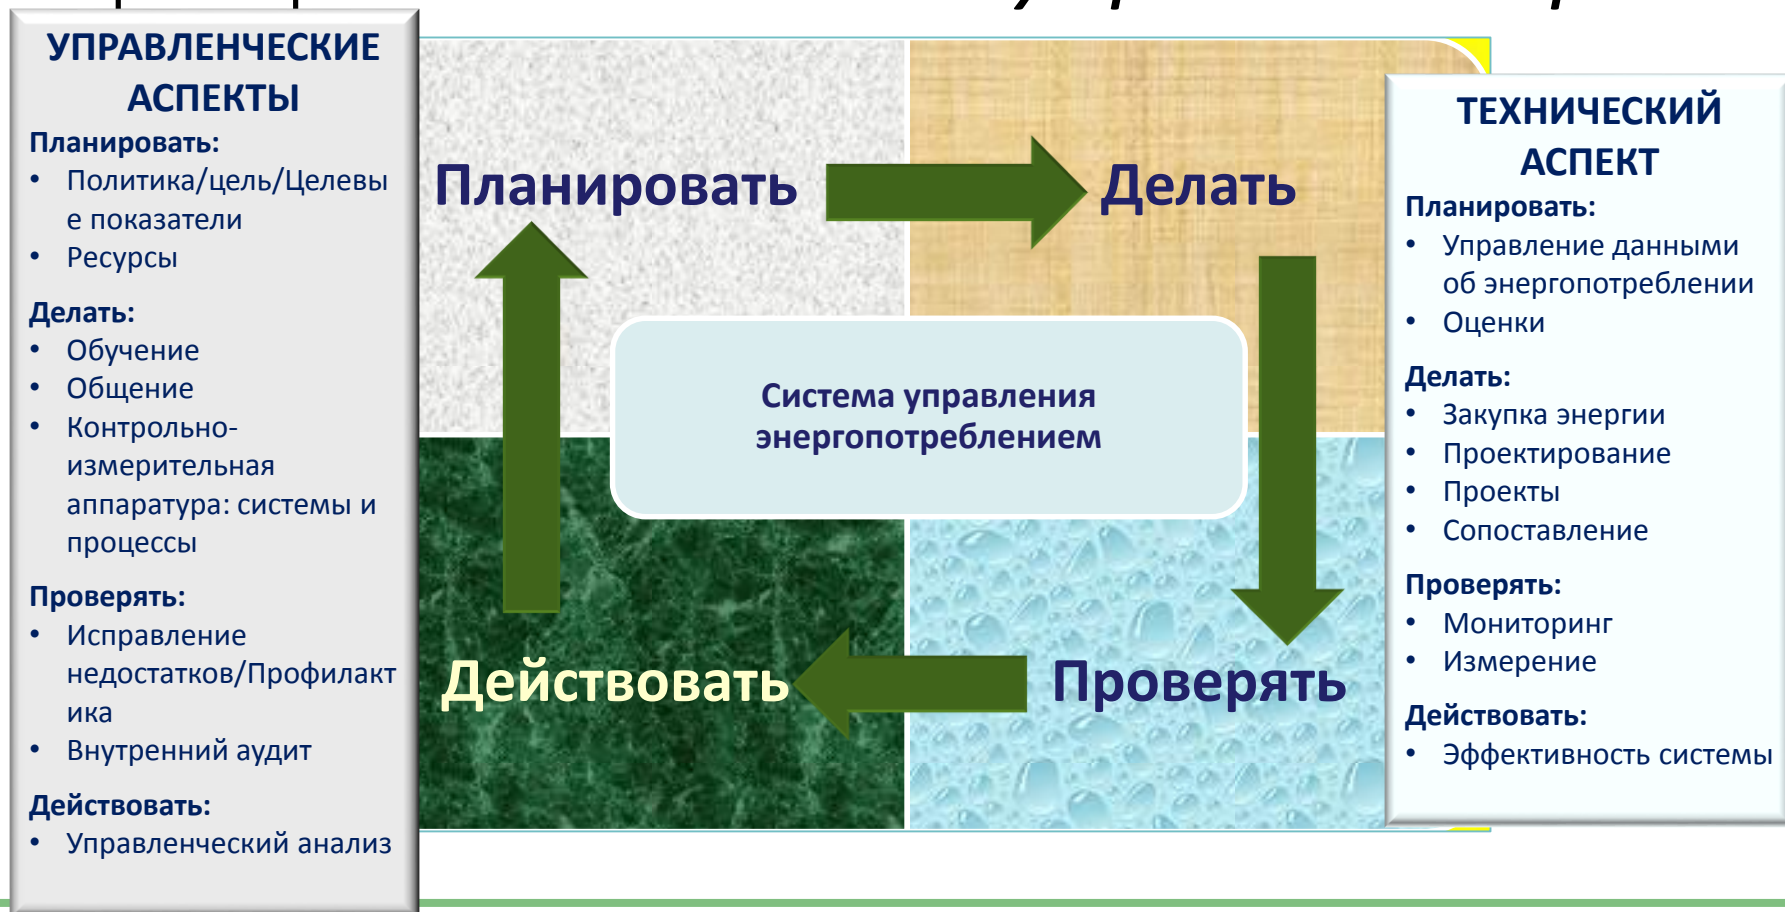 УПРАВЛЕНЧЕСКИЕ
АСПЕКТЫ
Планировать:
• Политика/цель/Целевы
е показатели
• Ресурсы
Делать:
• Обучение
• Общение
• Контрольно-
измерительная
аппаратура: системы и
процессы
Проверять:
• Исправление
недостатков/Профилакт
ика
• Внутренний аудит
Действовать:
• Управленческий анализ
Планировать
Делать
Система управления
энергопотреблением
Действовать
Проверять
ТЕХНИЧЕСКИЙ
АСПЕКТ
Планировать:
• Управление данными
об энергопотреблении
• Оценки
Делать:
• Закупка энергии
• Проектирование
• Проекты
• Сопоставление
Проверять:
• Мониторинг
• Измерение
Действовать:
• Эффективность системы